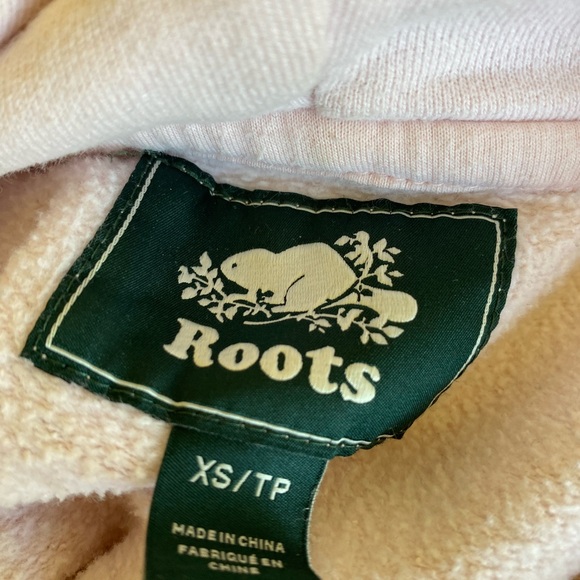 Roots
XS/TP
MADE IN CHINA
FABRIQUÉ EN
CHINE